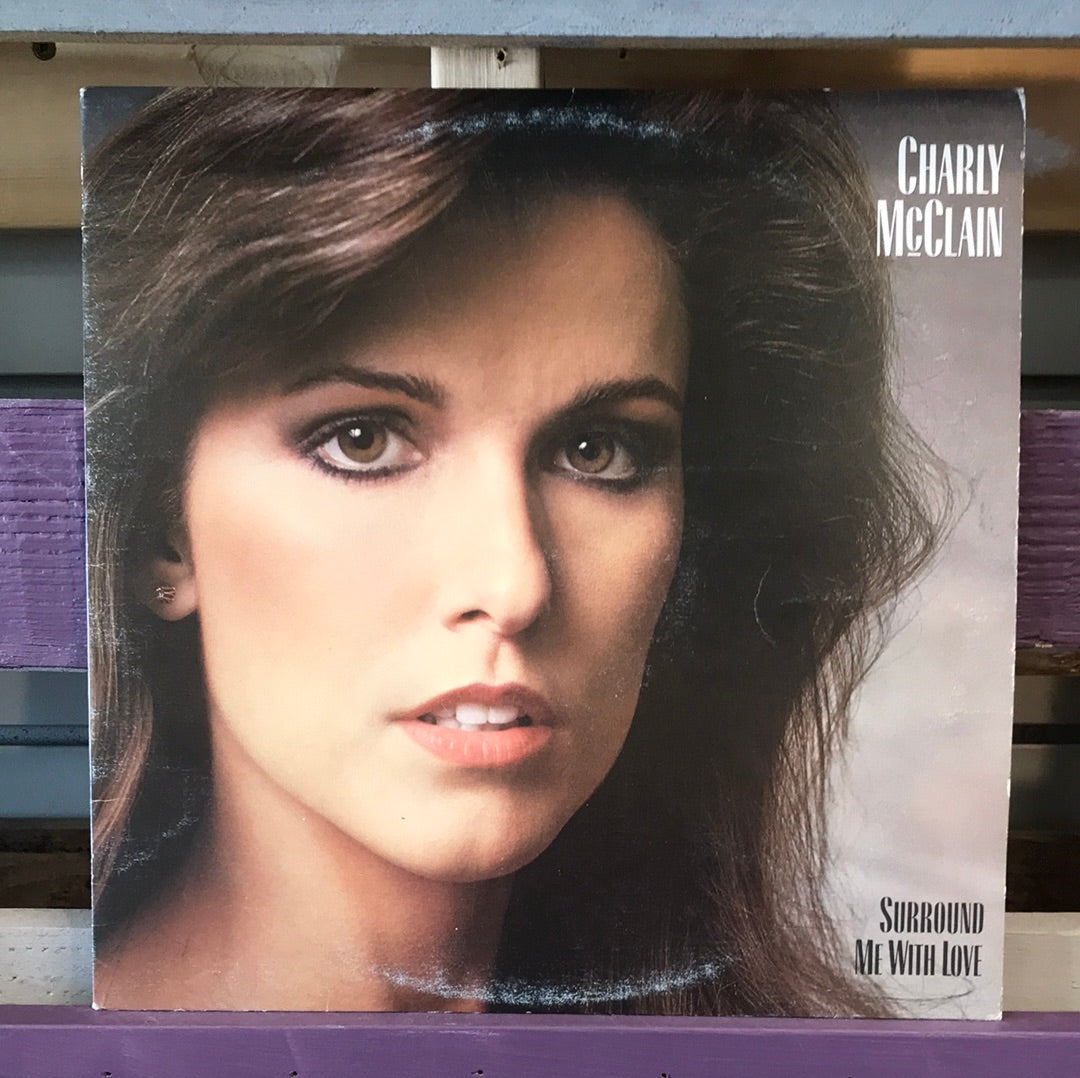 Charly
McClain
Surround
Me With Love